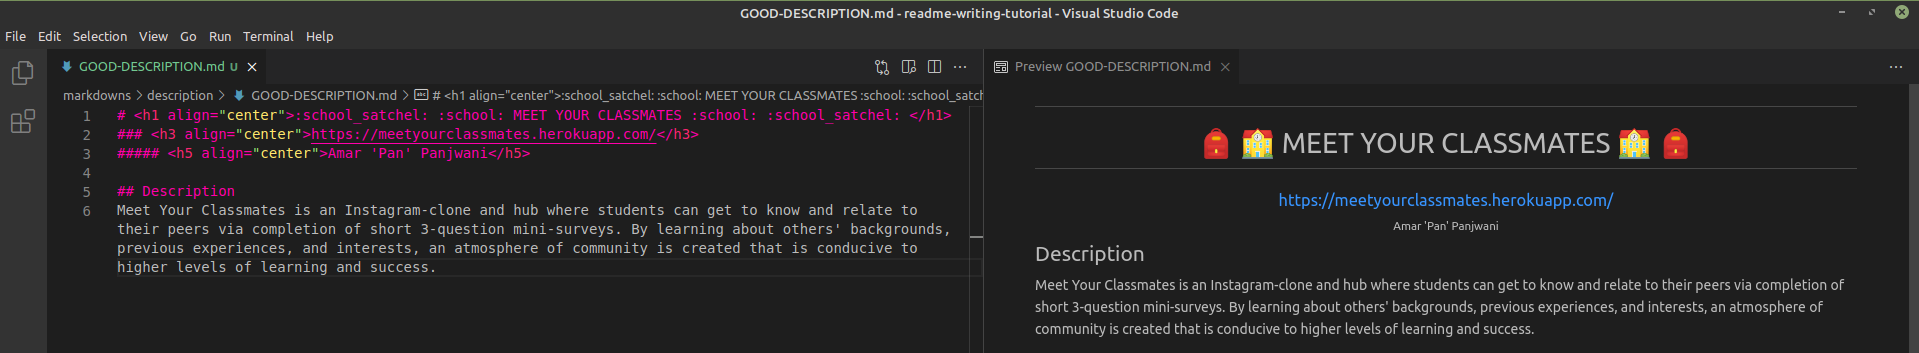 GOOD-DESCRIPTION.md - readme-writing-tutorial - Visual Studio Code
File Edit Selection View Go Run Terminal Help
GOOD-DESCRIPTION.md U
markdowns > description > GOOD-DESCRIPTION.md > # <h1 align="center">:school_satchel: :school: MEET YOUR CLASSMATES :school: :school_satch
1 # <h1 align="center">:school_satchel: :school: MEET YOUR CLASSMATES :school: :school_satchel: </h1>
2 ### <h3 align="center">https://meetyourclassmates.herokuapp.com/</h3>
3 ##### <h5 align="center">Amar 'Pan' Panjwani</h5>
4
5 ## Description
6 Meet Your Classmates is an Instagram-clone and hub where students can get to know and relate to
their peers via completion of short 3-question mini-surveys. By learning about others' backgrounds,
previous experiences, and interests, an atmosphere of community is created that is conducive to
higher levels of learning and success.
Preview GOOD-DESCRIPTION.md
MEET YOUR CLASSMATES
https://meetyourclassmates.herokuapp.com/
Amar 'Pan' Panjwani
Description
Meet Your Classmates is an Instagram-clone and hub where students can get to know and relate to their peers via completion of
short 3-question mini-surveys. By learning about others' backgrounds, previous experiences, and interests, an atmosphere of
community is created that is conducive to higher levels of learning and success.